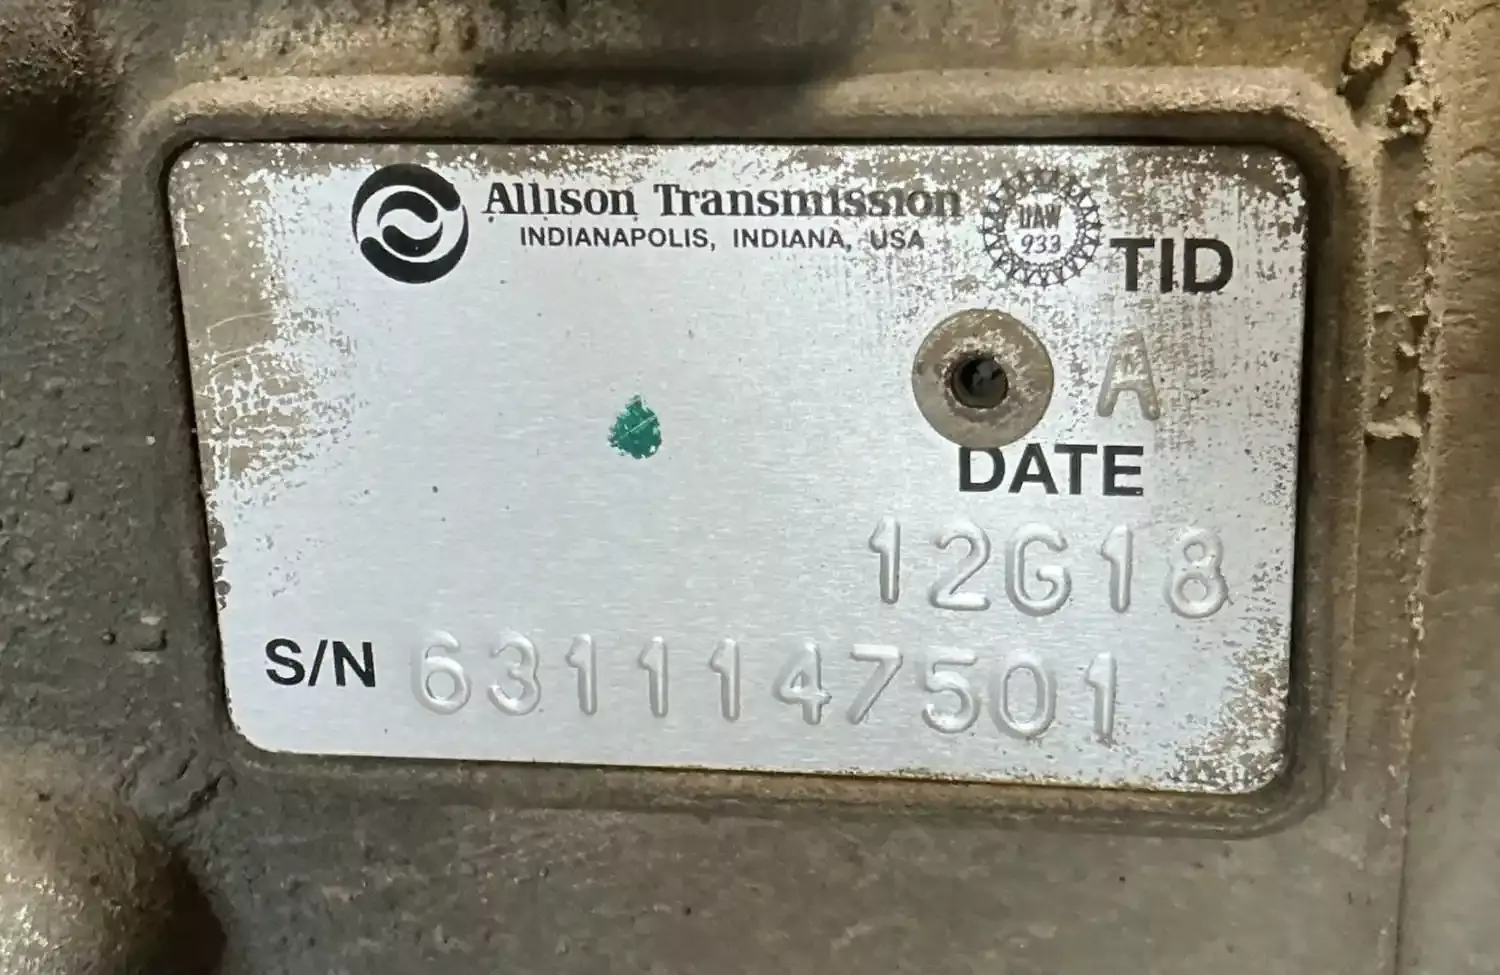 Allison Transmission
INDIANAPOLIS, INDIANA, USA
UAW
933
TID
A
DATE
12G18
S/N 6311147501